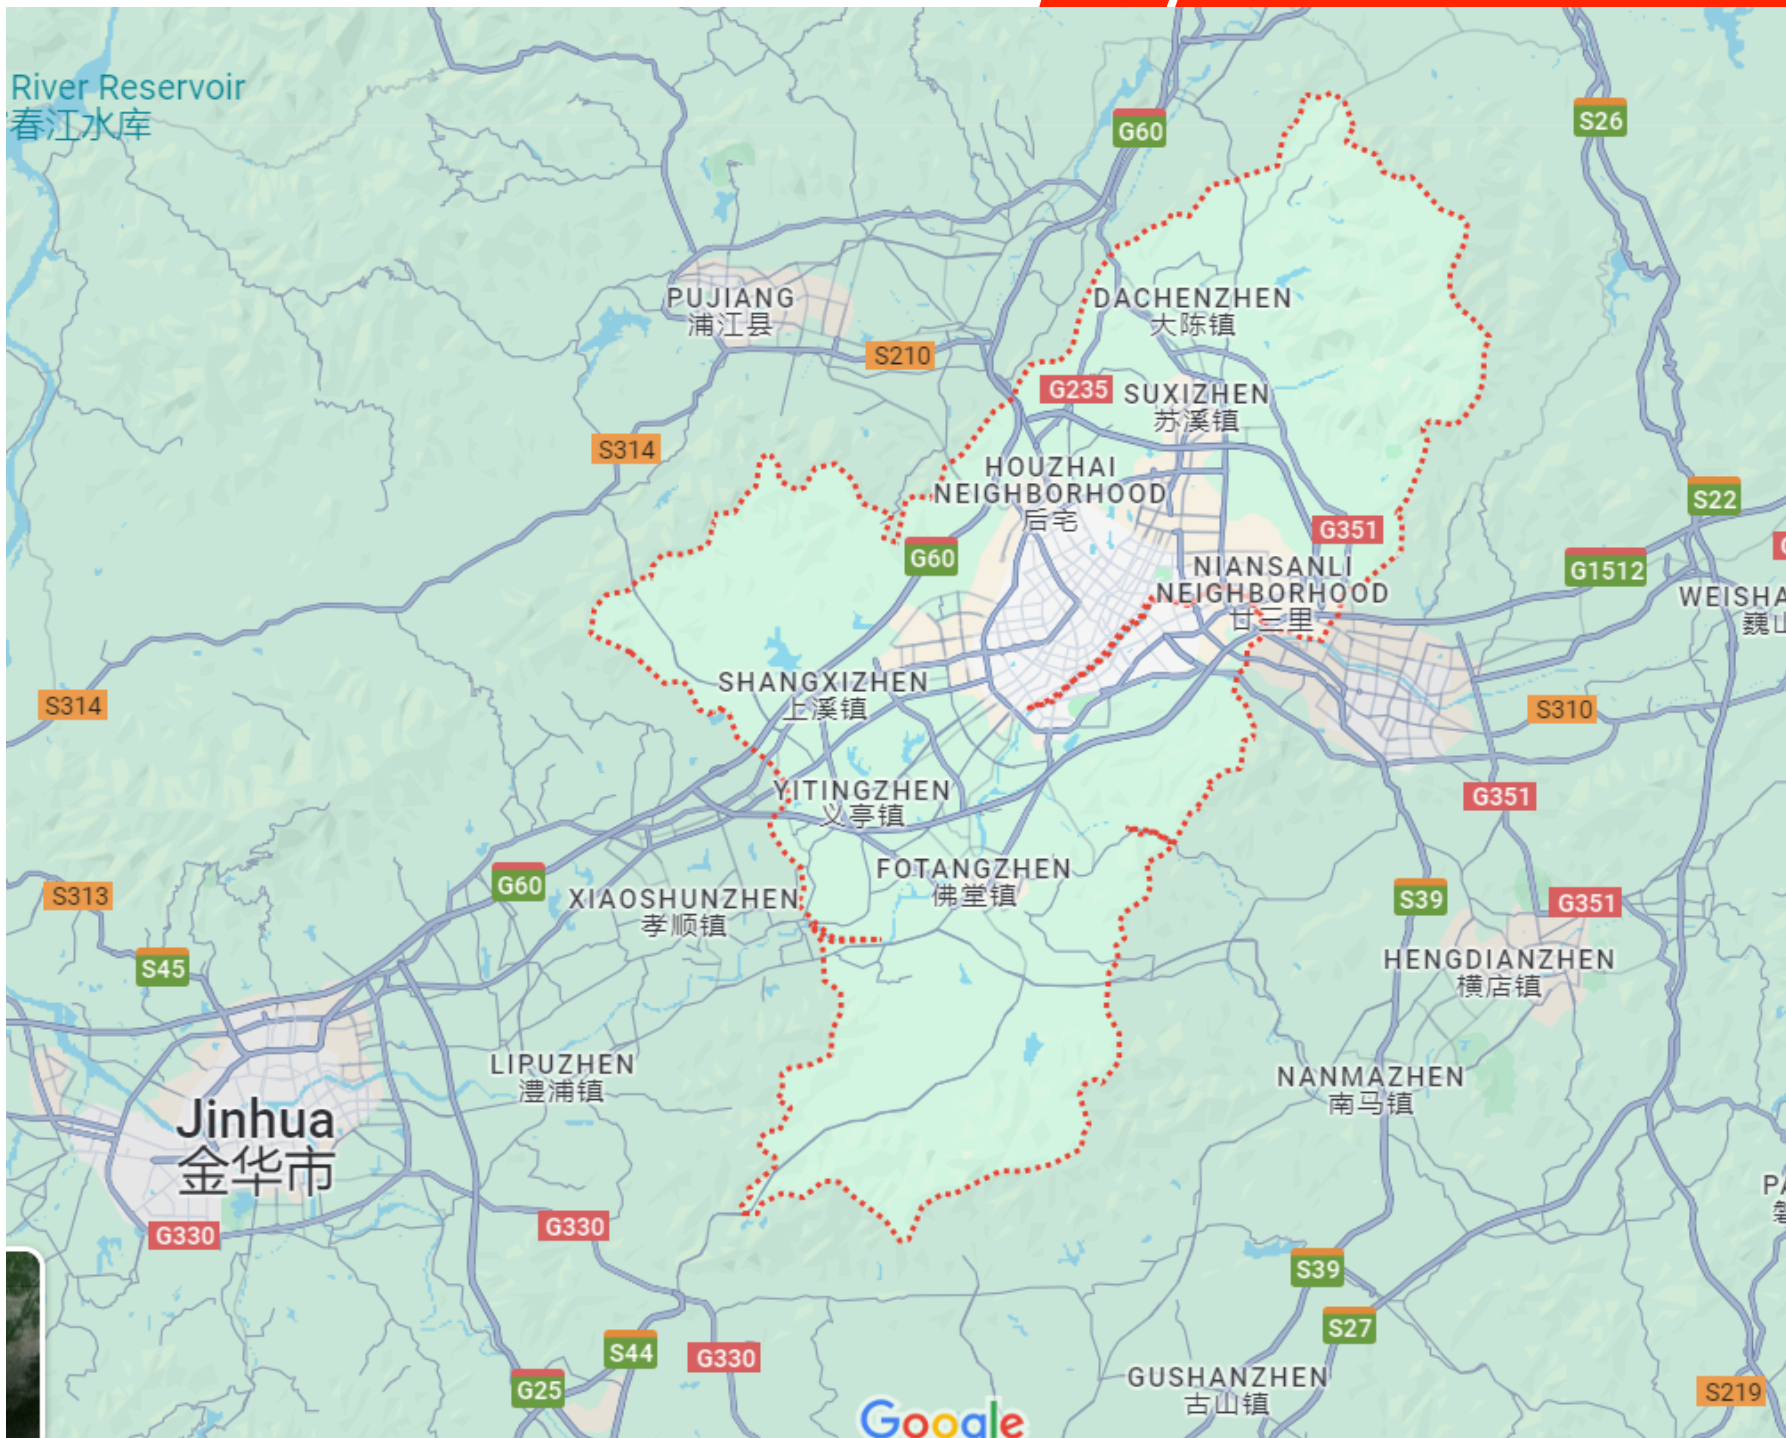 River Reservoir
春江水库
G60
S26
PUJIANG
浦江县
DACHENZHEN
大陈镇
S210
G235
SUXIZHEN
苏溪镇
S314
HOUZHAI
NEIGHBORHOOD
后宅
S22
G351
G60
G1512
NIANSANLI
NEIGHBORHOOD
廿三里
WEISHA
巍山
SHANGXIZHEN
上溪镇
S314
S310
YITINGZHEN
义亭镇
G351
FOTANGZHEN
佛堂镇
G60
S313
XIAOSHUNZHEN
孝顺镇
S39
G351
S45
HENGDIANZHEN
横店镇
LIPUZHEN
澧浦镇
NANMAZHEN
南马镇
Jinhua
金华市
PA
G330
G330
S39
S27
S44
G330
G25
GUSHANZHEN
古山镇
S219
Google